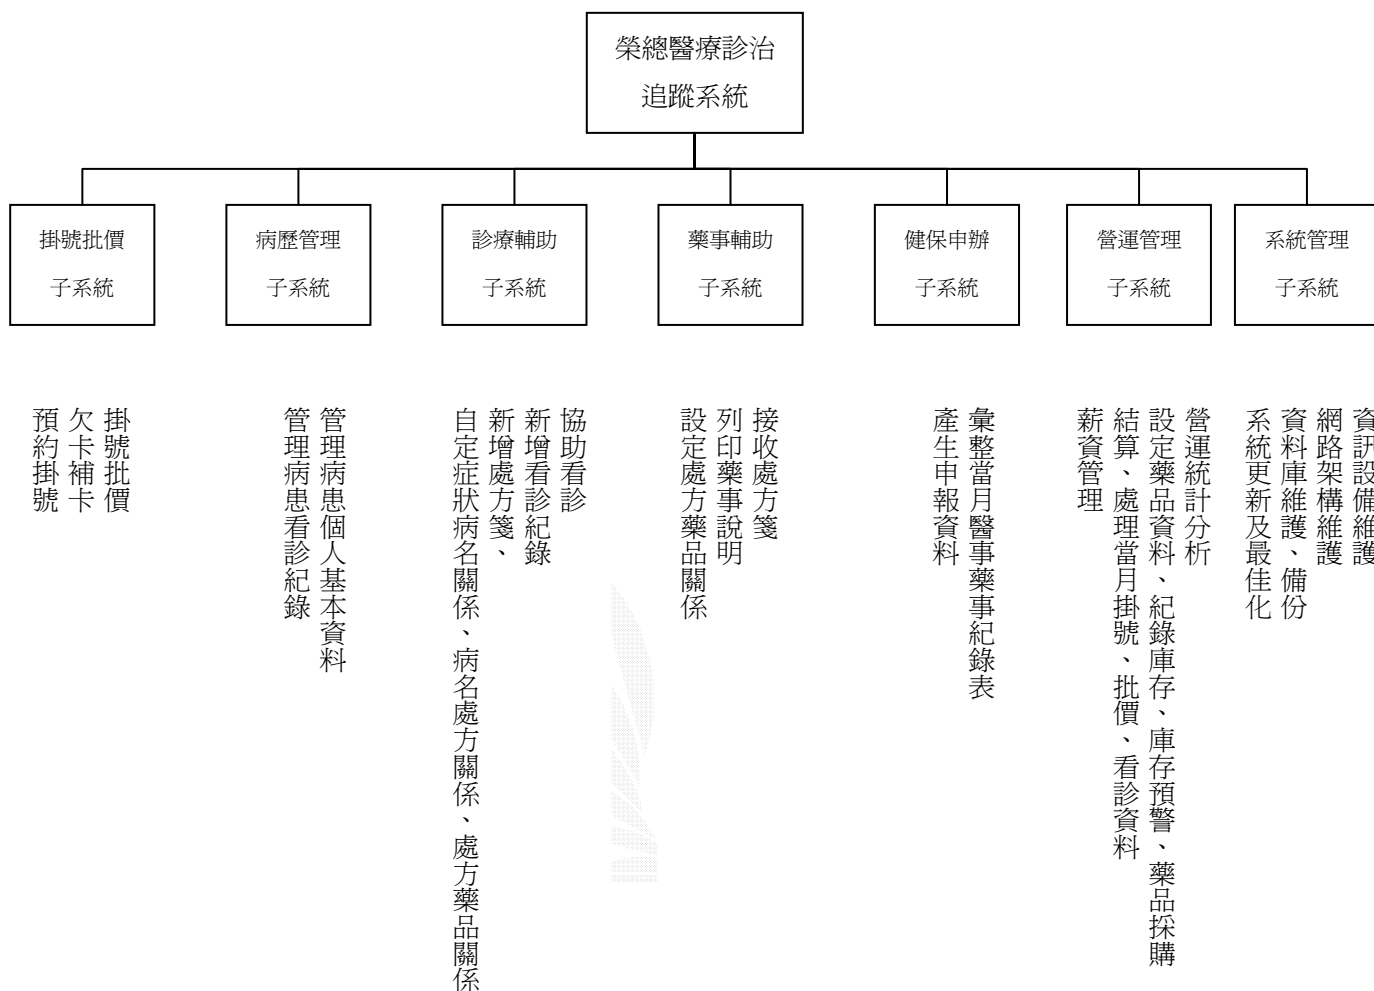 榮總醫療診治
追蹤系統
掛號批價
子系統
病歷管理
子系統
診療輔助
子系統
藥事輔助
子系統
健保申辦
子系統
營運管理
子系統
系統管理
子系統
掛號批價
欠卡補卡
預約掛號
管理病患個人基本資料
管理病患看診紀錄
協助看診
新增看診紀錄
新增處方箋、
自定症狀病名關係、病名處方關係、處方藥品關係
接收處方箋
列印藥事說明
設定處方藥品關係
彙整當月醫事藥事紀錄表
產生申報資料
營運統計分析
設定藥品資料、紀錄庫存、庫存預警、藥品採購
結算、處理當月掛號、批價、看診資料
薪資管理
資訊設備維護
網路架構維護
資料庫維護、備份
系統更新及最佳化